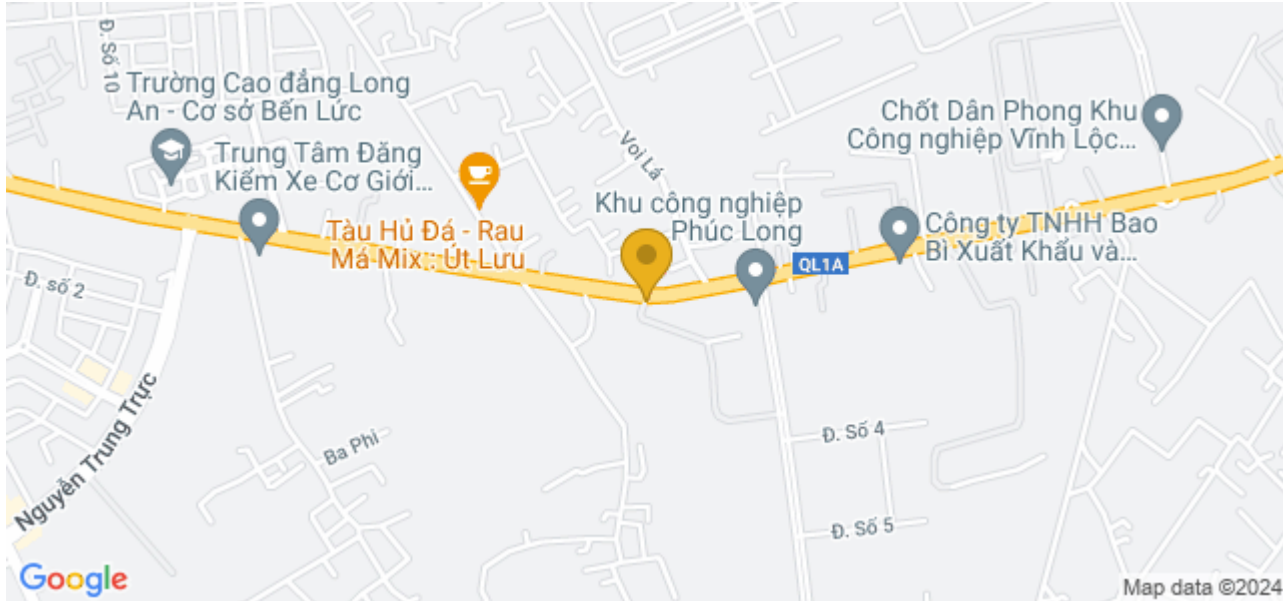 Đ. Số 10
Trường Cao đẳng Long
An - Cơ sở Bến Lức
Trung Tâm Đăng
Kiểm Xe Cơ Giới...
Voi Lá
Chốt Dân Phong Khu
Công nghiệp Vĩnh Lộc...
Tàu Hủ Đá - Rau
Má Mix : Út Lưu
Khu công nghiệp
Phúc Long
QL1A
Công ty TNHH Bao
Bì Xuất Khẩu và...
Đ. số 2
Nguyễn Trung Trực
Ba Phi
Đ. Số 4
Đ. Số 5
Google
Map data ©2024